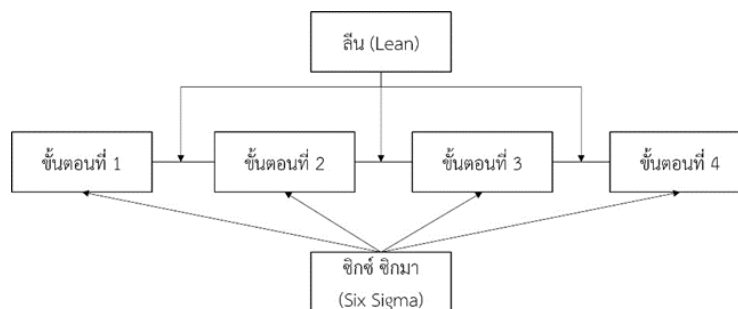 ลีน (Lean)
ขั้นตอนที่ 1
ขั้นตอนที่ 2
ขั้นตอนที่ 3
ขั้นตอนที่ 4
ซิกซ์ ซิกมา
(Six Sigma)